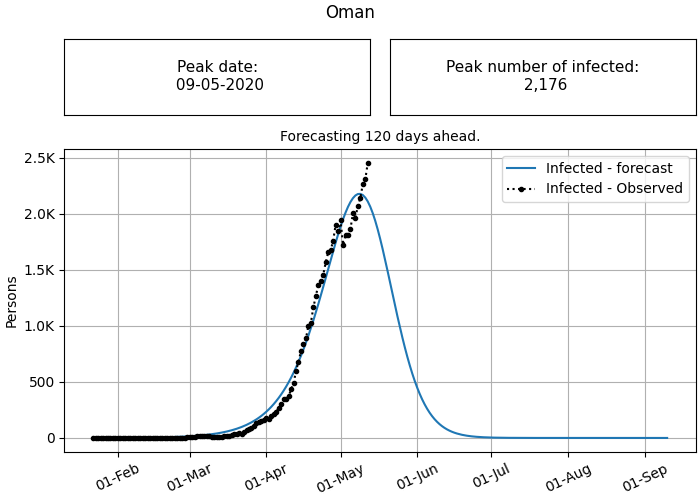 Oman
Peak date:
09-05-2020
Peak number of infected:
2,176
Forecasting 120 days ahead.
Infected - forecast
Infected - Observed
2.5K
2.0K
1.5K
1.0K
500
0
Persons
01-Feb
01-Mar
01-Apr
01-May
01-Jun
01-Jul
01-Aug
01-Sep